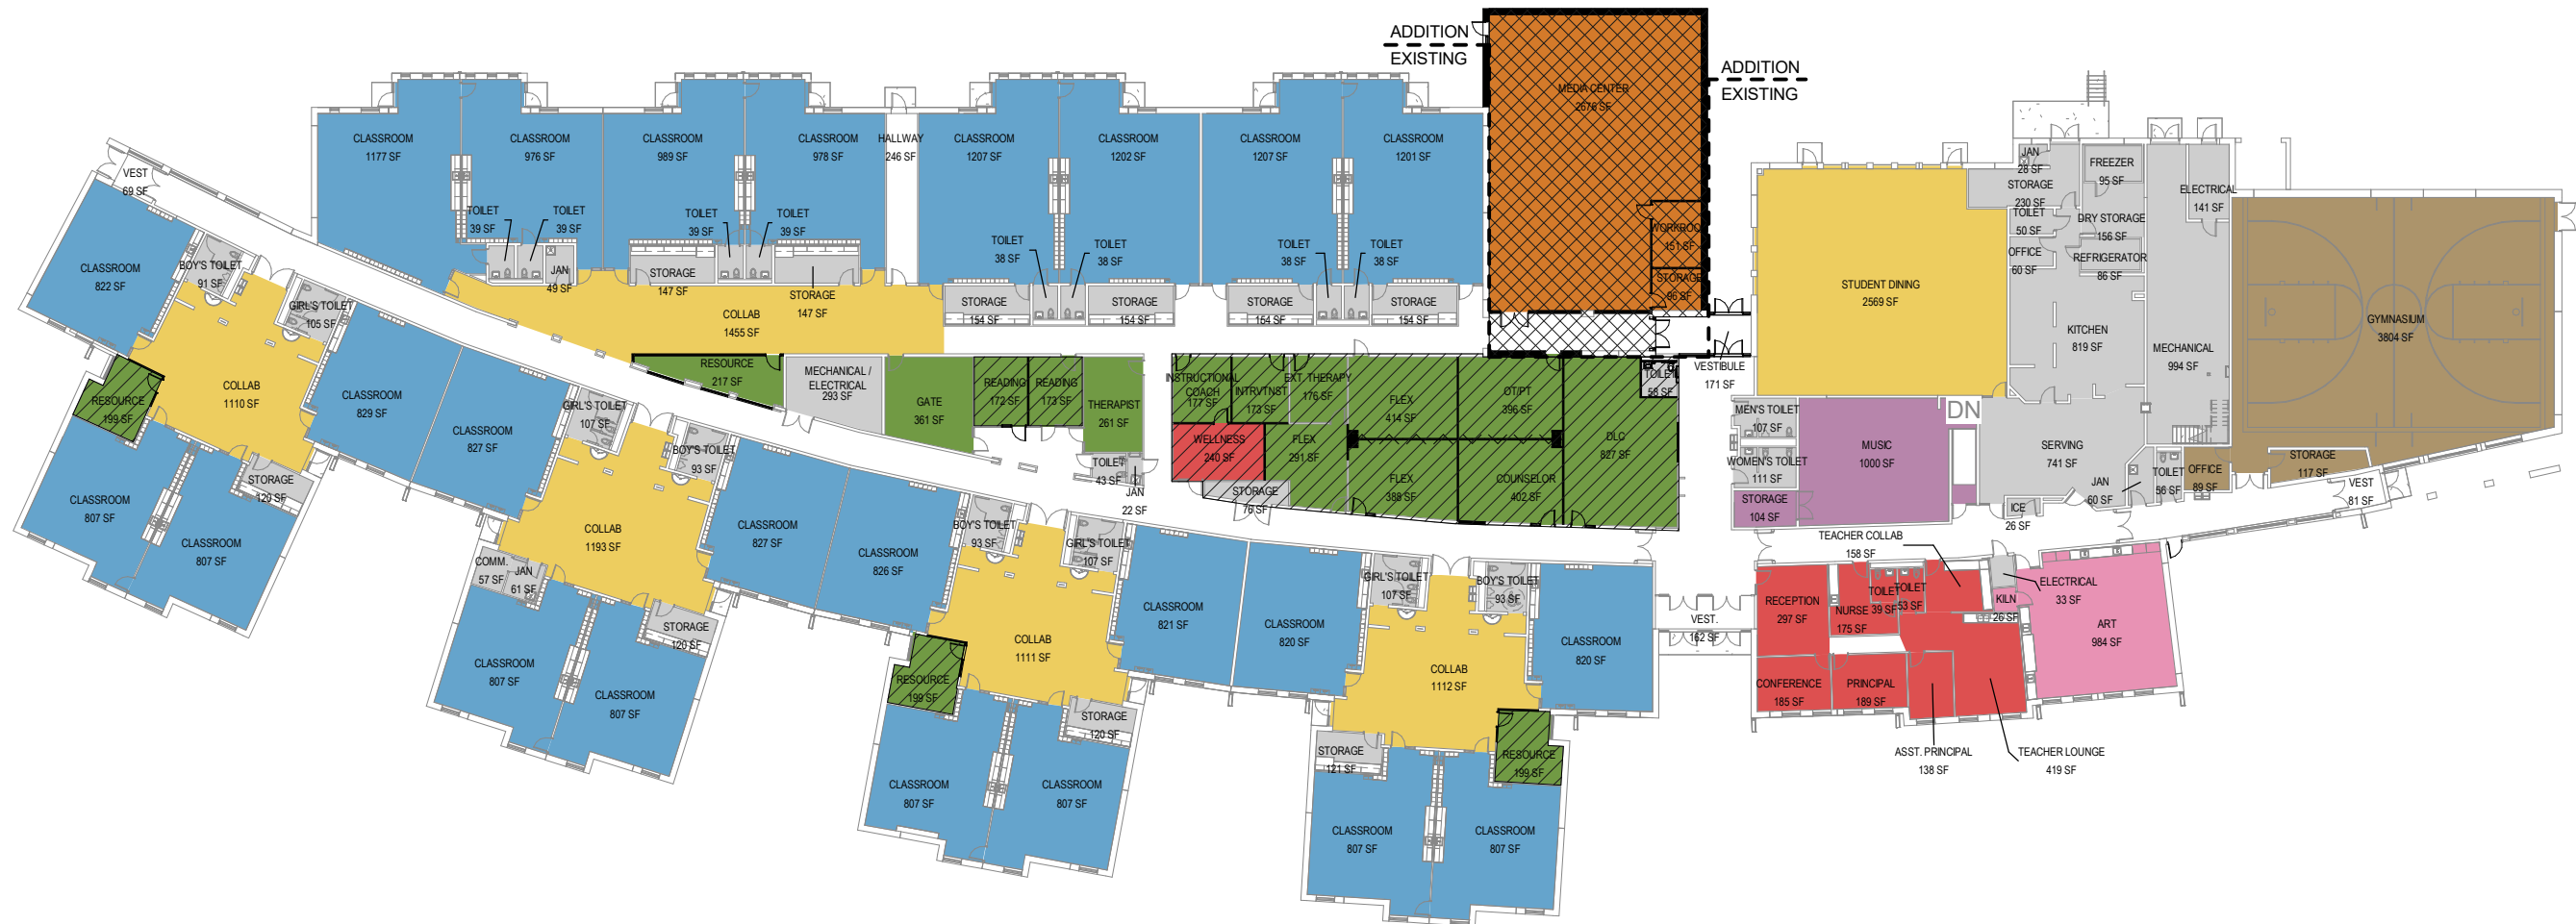 ADDITION
EXISTING
ADDITION
EXISTING
MEDIA CENTER
2676 SF
CLASSROOM
1177 SF
CLASSROOM
976 SF
CLASSROOM
989 SF
CLASSROOM
978 SF
HALLWAY
246 SF
CLASSROOM
1207 SF
CLASSROOM
1202 SF
CLASSROOM
1207 SF
CLASSROOM
1201 SF
VEST
69 SF
TOILET
39 SF
TOILET
39 SF
TOILET
39 SF
TOILET
39 SF
JAN
49 SF
STORAGE
147 SF
STORAGE
147 SF
TOILET
38 SF
TOILET
38 SF
TOILET
38 SF
TOILET
38 SF
STORAGE
154 SF
STORAGE
154 SF
STORAGE
154 SF
STORAGE
154 SF
WORKROO
151 SF
STORAGE
96 SF
JAN
28 SF
STORAGE
230 SF
FREEZER
95 SF
ELECTRICAL
141 SF
TOILET
50 SF
DRY STORAGE
156 SF
OFFICE
60 SF
REFRIGERATOR
86 SF
STUDENT DINING
2569 SF
KITCHEN
819 SF
MECHANICAL
994 SF
GYMNASIUM
3804 SF
CLASSROOM
822 SF
BOY'S TOILET
91 SF
GIRL'S TOILET
105 SF
COLLAB
1455 SF
COLLAB
1110 SF
RESOURCE
199 SF
CLASSROOM
829 SF
CLASSROOM
827 SF
RESOURCE
217 SF
MECHANICAL /
ELECTRICAL
293 SF
GATE
361 SF
READING
172 SF
READING
173 SF
THERAPIST
261 SF
INSTRUCTIONAL
COACH
177 SF
INTRVTNST
173 SF
EXT. THERAPY
176 SF
FLEX
414 SF
OT/PT
396 SF
TOILET
58 SF
VESTIBULE
171 SF
WELLNESS
240 SF
FLEX
291 SF
DLC
827 SF
FLEX
388 SF
COUNSELOR
402 SF
STORAGE
76 SF
TOILET
43 SF
JAN
22 SF
MEN'S TOILET
107 SF
WOMEN'S TOILET
111 SF
STORAGE
104 SF
MUSIC
1000 SF
DN
SERVING
741 SF
JAN
60 SF
TOILET
56 SF
OFFICE
89 SF
STORAGE
117 SF
VEST
81 SF
ICE
26 SF
CLASSROOM
807 SF
CLASSROOM
807 SF
STORAGE
120 SF
GIRL'S TOILET
107 SF
BOY'S TOILET
93 SF
COLLAB
1193 SF
COMM.
57 SF
JAN
61 SF
CLASSROOM
827 SF
CLASSROOM
826 SF
CLASSROOM
807 SF
CLASSROOM
807 SF
STORAGE
120 SF
BOY'S TOILET
93 SF
GIRL'S TOILET
107 SF
COLLAB
1111 SF
RESOURCE
199 SF
STORAGE
120 SF
CLASSROOM
807 SF
CLASSROOM
807 SF
CLASSROOM
821 SF
CLASSROOM
820 SF
GIRL'S TOILET
107 SF
BOY'S TOILET
93 SF
COLLAB
1112 SF
CLASSROOM
820 SF
STORAGE
121 SF
RESOURCE
199 SF
CLASSROOM
807 SF
CLASSROOM
807 SF
VEST.
162 SF
TEACHER COLLAB
158 SF
RECEPTION
297 SF
NURSE
175 SF
TOILET
39 SF
TOILET
53 SF
KILN
26 SF
ELECTRICAL
33 SF
ART
984 SF
CONFERENCE
185 SF
PRINCIPAL
189 SF
ASST. PRINCIPAL
138 SF
TEACHER LOUNGE
419 SF